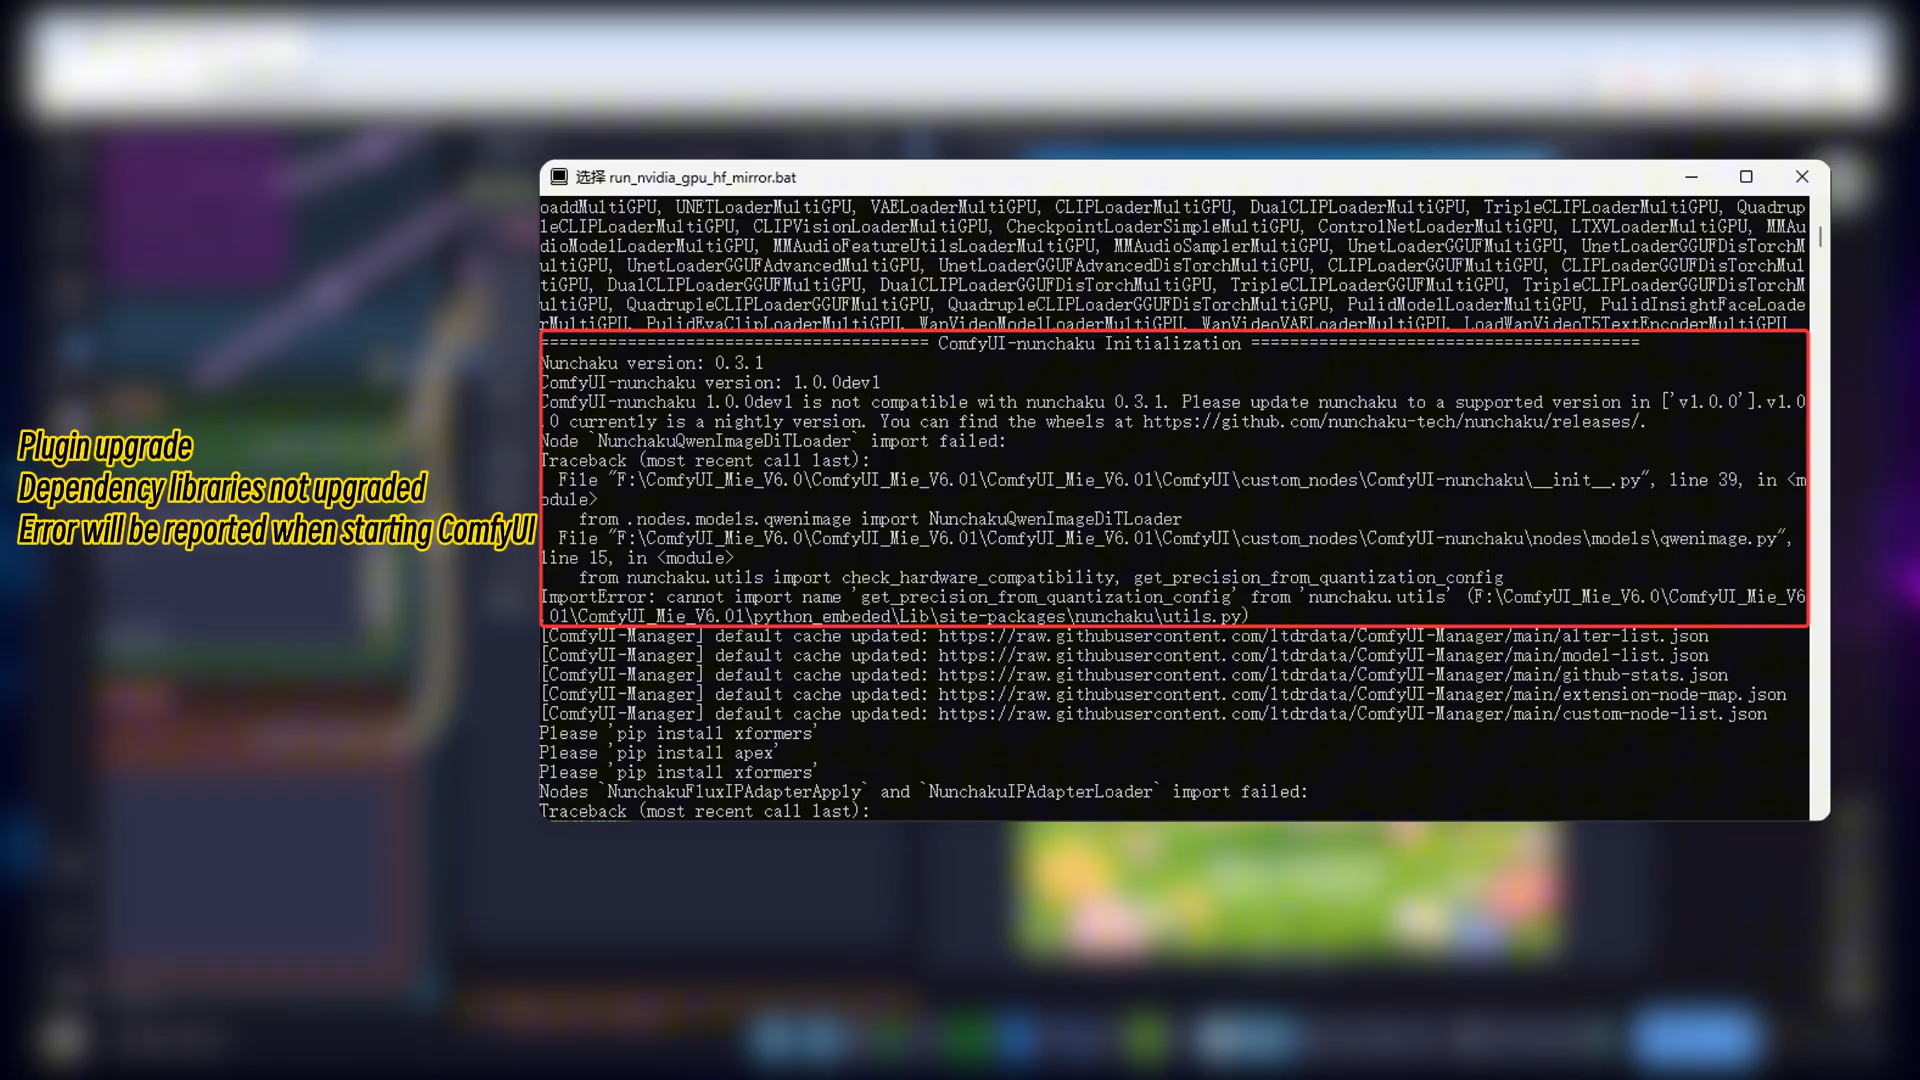 选择 run_nvidia_gpu_hf_mirror.bat
oaddMultiGPU, UNETLoaderMultiGPU, VAELoaderMultiGPU, CLIPLoaderMultiGPU, DualCLIPLoaderMultiGPU, TripleCLIPLoaderMultiGPU, Quadrup
leCLIPLoaderMultiGPU, CLIPVisionLoaderMultiGPU, CheckpointLoaderSimpleMultiGPU, ControlNetLoaderMultiGPU, LTXVLoaderMultiGPU, MMAu
dioModelLoaderMultiGPU, MMAudioFeatureUtilsLoaderMultiGPU, MMAudioSamplerMultiGPU, UnetLoaderGGUFMultiGPU, UnetLoaderGGUFDisTorchM
ultiGPU, UnetLoaderGGUFAdvancedMultiGPU, UnetLoaderGGUFAdvancedDisTorchMultiGPU, CLIPLoaderGGUFMultiGPU, CLIPLoaderGGUFDisTorchMul
tiGPU, DualCLIPLoaderGGUFMultiGPU, DualCLIPLoaderGGUFDisTorchMultiGPU, TripleCLIPLoaderGGUFMultiGPU, TripleCLIPLoaderGGUFDisTorchM
ultiGPU, QuadrupleCLIPLoaderGGUFMultiGPU, QuadrupleCLIPLoaderGGUFDisTorchMultiGPU, PulidModelLoaderMultiGPU, PulidInsightFaceLoade
rMultiGPU, PulidEvaClipLoaderMultiGPU, WanVideoModelLoaderMultiGPU, WanVideoVAELoaderMultiGPU, LoadWanVideoT5TextEncoderMultiGPU
======================================== ComfyUI-nunchaku Initialization ========================================
Nunchaku version: 0.3.1
ComfyUI-nunchaku version: 1.0.0dev1
ComfyUI-nunchaku 1.0.0dev1 is not compatible with nunchaku 0.3.1. Please update nunchaku to a supported version in ['v1.0.0'].v1.0
.0 currently is a nightly version. You can find the wheels at https://github.com/nunchaku-tech/nunchaku/releases/.
Node `NunchakuQwenImageDiTLoader` import failed:
Traceback (most recent call last):
File "F:\ComfyUI_Mie_V6.0\ComfyUI_Mie_V6.01\ComfyUI\custom_nodes\ComfyUI-nunchaku\__init__.py", line 39, in <m
odule>
from .nodes.models.qwenimage import NunchakuQwenImageDiTLoader
File "F:\ComfyUI_Mie_V6.0\ComfyUI_Mie_V6.01\ComfyUI\custom_nodes\ComfyUI-nunchaku\nodes\models\qwenimage.py",
line 15, in <module>
from nunchaku.utils import check_hardware_compatibility, get_precision_from_quantization_config
ImportError: cannot import name 'get_precision_from_quantization_config' from 'nunchaku.utils' (F:\ComfyUI_Mie_V6.0\ComfyUI_Mie_V6
.01\ComfyUI_Mie_V6.01\python_embeded\Lib\site-packages\nunchaku\utils.py)
[ComfyUI-Manager] default cache updated: https://raw.githubusercontent.com/ltdrdata/ComfyUI-Manager/main/alter-list.json
[ComfyUI-Manager] default cache updated: https://raw.githubusercontent.com/ltdrdata/ComfyUI-Manager/main/model-list.json
[ComfyUI-Manager] default cache updated: https://raw.githubusercontent.com/ltdrdata/ComfyUI-Manager/main/github-stats.json
[ComfyUI-Manager] default cache updated: https://raw.githubusercontent.com/ltdrdata/ComfyUI-Manager/main/extension-node-map.json
[ComfyUI-Manager] default cache updated: https://raw.githubusercontent.com/ltdrdata/ComfyUI-Manager/main/custom-node-list.json
Please 'pip install xformers'
Please 'pip install apex'
Please 'pip install xformers'
Nodes `NunchakuFluxIPAdapterApply` and `NunchakuIPAdapterLoader` import failed:
Traceback (most recent call last):
Plugin upgrade
Dependency libraries not upgraded
Error will be reported when starting ComfyUI